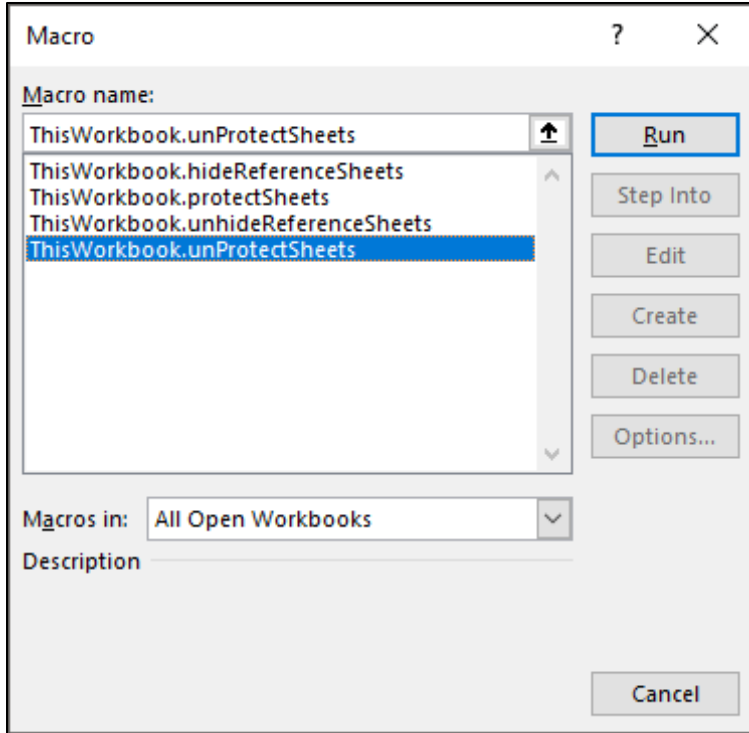 Macro
?
Macro name:
ThisWorkbook.unProtectSheets
Run
ThisWorkbook.hideReferenceSheets
ThisWorkbook.protectSheets
ThisWorkbook.unhideReferenceSheets
ThisWorkbook.unProtectSheets
Step Into
Edit
Create
Delete
Options...
Macros in:
All Open Workbooks
Description
Cancel